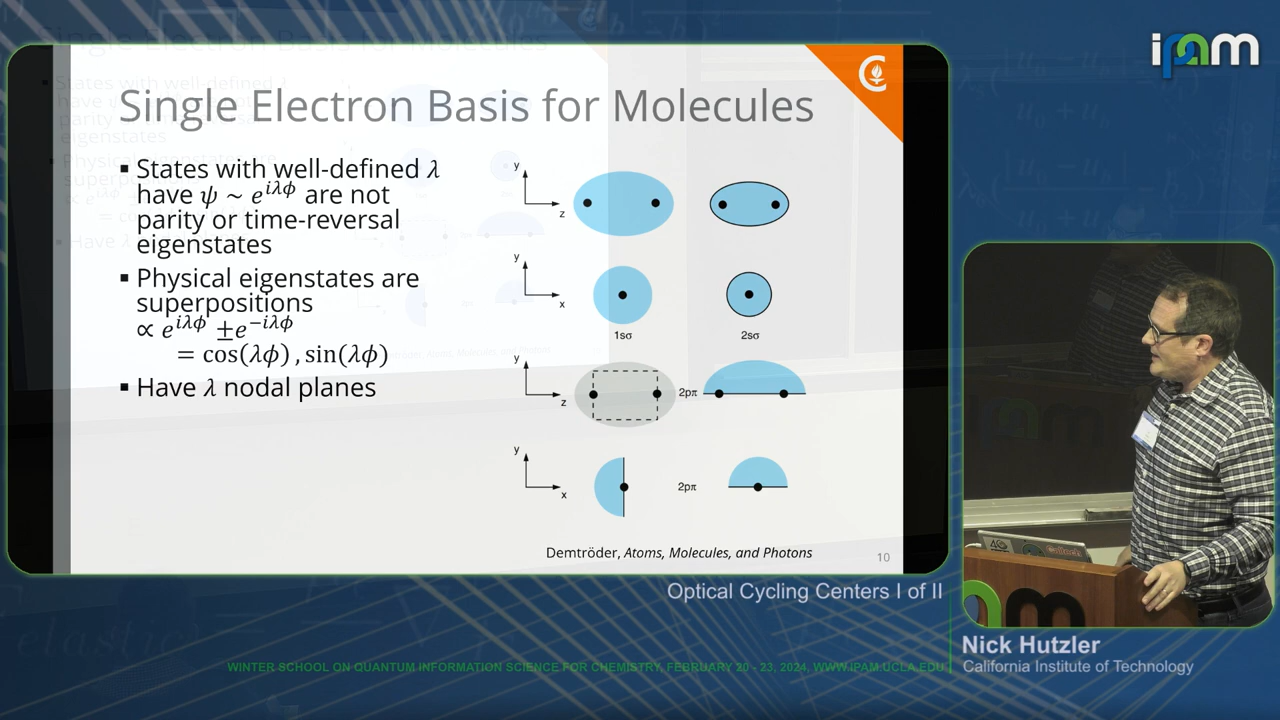 ipam
Single Electron Basis for Molecules
▪ States with well-defined λ
have ψ ~ e^{iλϕ} are not
parity or time-reversal
eigenstates
▪ Physical eigenstates are
superpositions
∝ e^{iλϕ} ± e^{-iλϕ}
= cos(λϕ) , sin(λϕ)
▪ Have λ nodal planes
y
z
y
x
1sσ
2sσ
y
z
2pπ
y
x
2pπ
Demtröder, Atoms, Molecules, and Photons
10
Optical Cycling Centers I of II
Nick Hutzler
California Institute of Technology
WINTER SCHOOL ON QUANTUM INFORMATION SCIENCE FOR CHEMISTRY, FEBRUARY 20 - 23, 2024, WWW.IPAM.UCLA.EDU